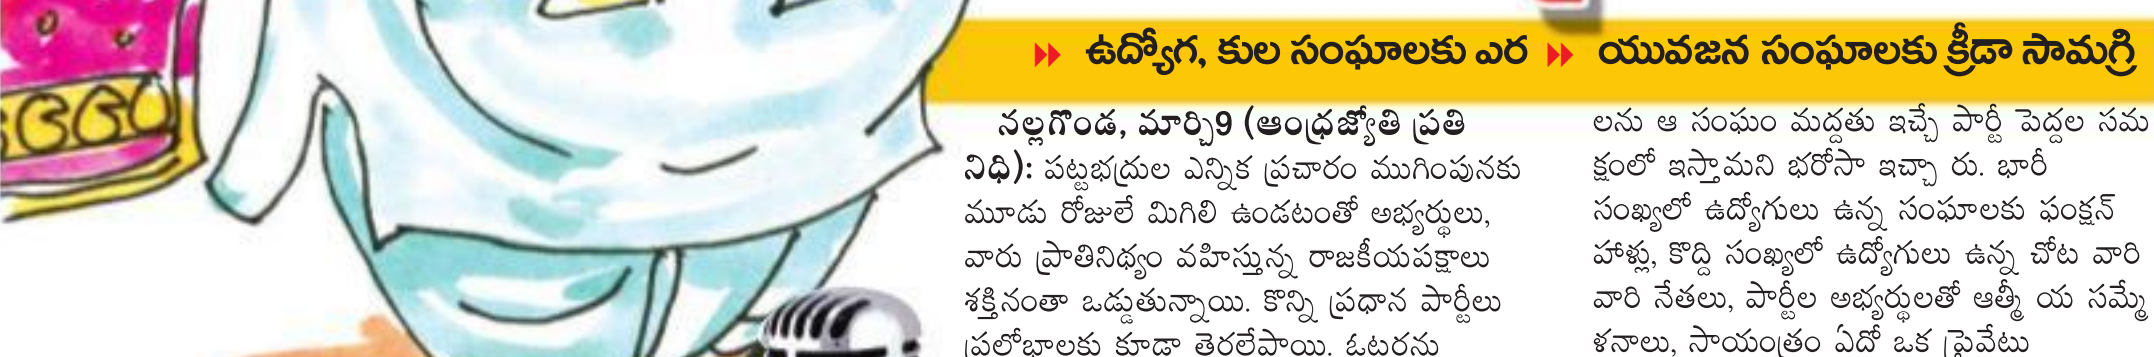 ఉద్యోగ, కుల సంఘాలకు ఎర
యువజన సంఘాలకు క్రీడా సామగ్రి
నల్లగొండ, మార్చి9 (ఆంధ్రజ్యోతి ప్రతి
నిధి): పట్టభద్రుల ఎన్నిక ప్రచారం ముగింపునకు
మూడు రోజులే మిగిలి ఉండటంతో అభ్యర్థులు,
వారు ప్రాతినిథ్యం వహిస్తున్న రాజకీయపక్షాలు
శక్తినంతా ఒడ్డుతున్నాయి. కొన్ని ప్రధాన పార్టీలు
ప్రలోభాలకు కూడా తెరలేపాయి. ఓటరను
లను ఆ సంఘం మద్దతు ఇచ్చే పార్టీ పెద్దల సమ
క్షంలో ఇస్తామని భరోసా ఇచ్చా రు. భారీ
సంఖ్యలో ఉద్యోగులు ఉన్న సంఘాలకు ఫంక్షన్
హాళ్లు, కొద్ది సంఖ్యలో ఉద్యోగులు ఉన్న చోట వారి
వారి నేతలు, పార్టీల అభ్యర్థులతో ఆత్మీ య సమ్మే
ళనాలు, సాయంత్రం ఏదో ఒక ప్రైవేటు